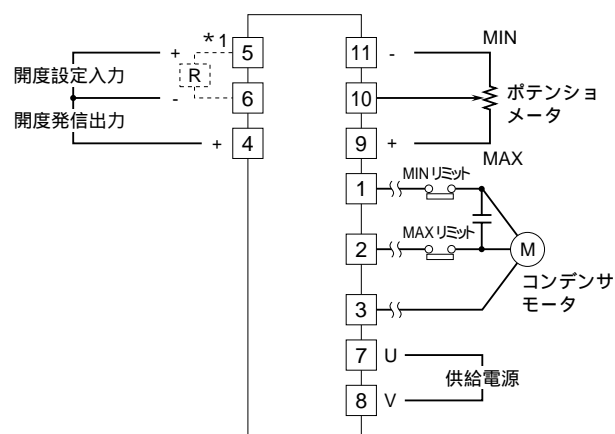 開度設定入力
開度発信出力
+
-
+
*1
R
5
6
4
11
-
10
9
+
MIN
ポテンショ
メータ
MAX
1
MINリミット
2
MAXリミット
M
コンデンサ
モータ
3
7
U
供給電源
8
V